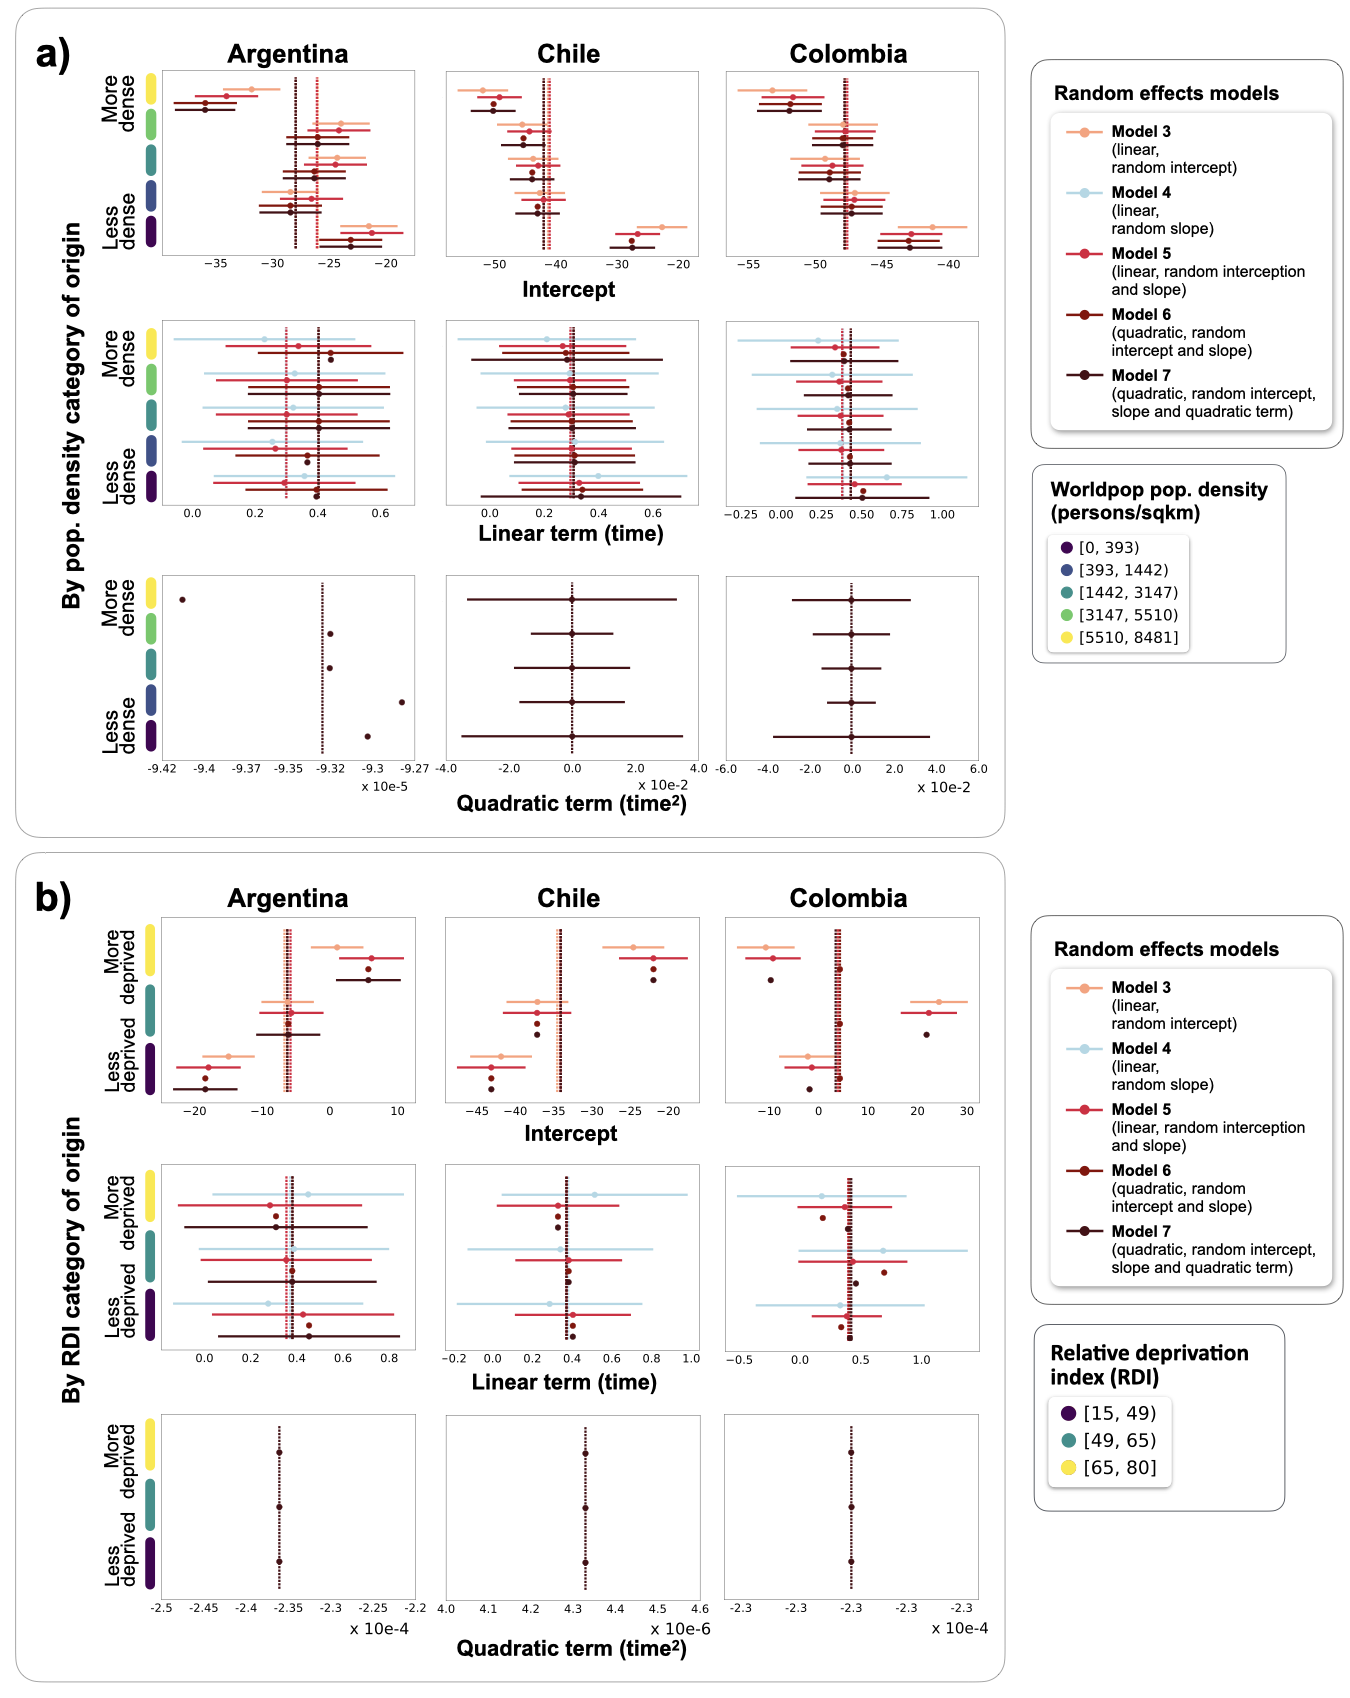 a)
Argentina
Chile
Colombia
By pop. density category of origin
More
dense
Less
dense
−35
−30
−25
−20
−50
−40
−30
−20
−55
−50
−45
−40
Intercept
More
dense
Less
dense
0.0
0.2
0.4
0.6
0.0
0.2
0.4
0.6
−0.25
0.00
0.25
0.50
0.75
1.00
Linear term (time)
More
dense
Less
dense
-9.42
-9.4
-9.37
-9.35
-9.32
-9.3
-9.27
x 10e-5
-4.0
-2.0
0.0
2.0
4.0
x 10e-2
-6.0
-4.0
-2.0
0.0
2.0
4.0
6.0
x 10e-2
Quadratic term (time²)
Random effects models
Model 3
(linear,
random intercept)
Model 4
(linear,
random slope)
Model 5
(linear, random interception
and slope)
Model 6
(quadratic, random
intercept and slope)
Model 7
(quadratic, random intercept,
slope and quadratic term)
Worldpop pop. density
(persons/sqkm)
[0, 393)
[393, 1442)
[1442, 3147)
[3147, 5510)
[5510, 8481]
b)
Argentina
Chile
Colombia
By RDI category of origin
More
deprived
Less
deprived
−20
−10
0
10
−45
−40
−35
−30
−25
−20
−10
0
10
20
30
Intercept
More
deprived
Less
deprived
0.0
0.2
0.4
0.6
0.8
−0.2
0.0
0.2
0.4
0.6
0.8
1.0
−0.5
0.0
0.5
1.0
Linear term (time)
More
deprived
Less
deprived
-2.5
-2.45
-2.4
-2.35
-2.3
-2.25
-2.2
x 10e-4
4.0
4.1
4.2
4.3
4.4
4.5
4.6
x 10e-6
-2.3
-2.3
-2.3
-2.3
-2.3
x 10e-4
Quadratic term (time²)
Random effects models
Model 3
(linear,
random intercept)
Model 4
(linear,
random slope)
Model 5
(linear, random interception
and slope)
Model 6
(quadratic, random
intercept and slope)
Model 7
(quadratic, random intercept,
slope and quadratic term)
Relative deprivation
index (RDI)
[15, 49)
[49, 65)
[65, 80]